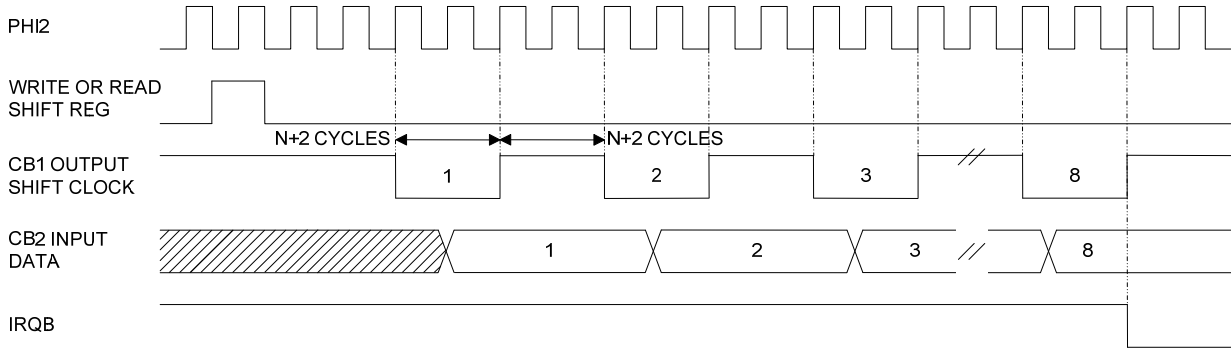 PHI2
WRITE OR READ
SHIFT REG
N+2 CYCLES
N+2 CYCLES
CB1 OUTPUT
SHIFT CLOCK
1
2
3
8
CB2 INPUT
DATA
1
2
3
8
IRQB